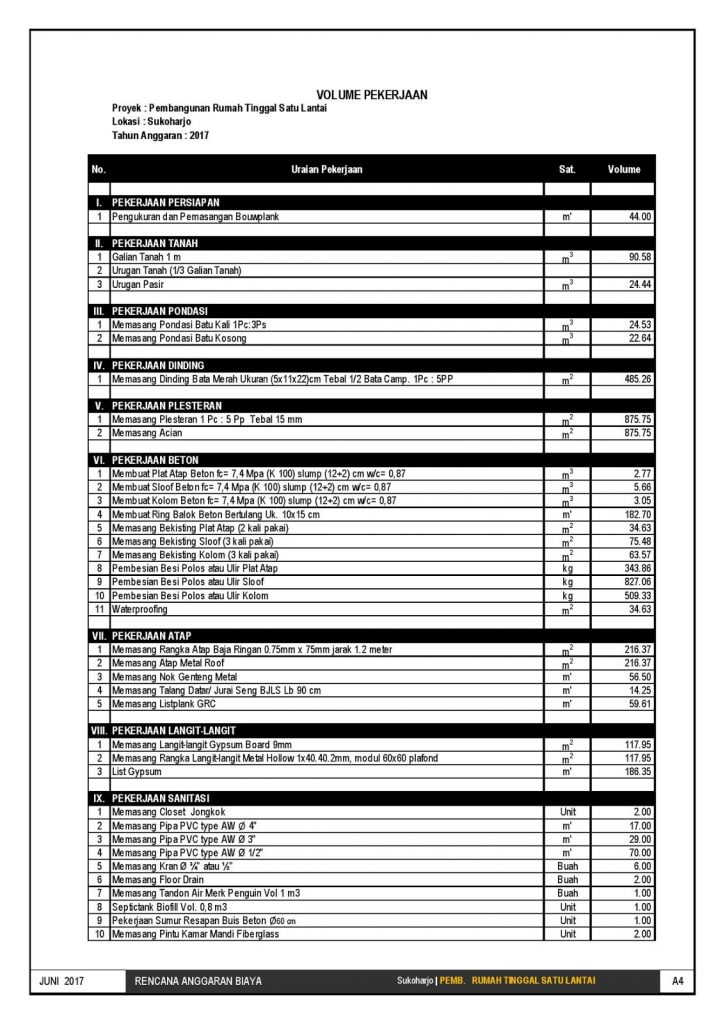 VOLUME PEKERJAAN
Proyek : Pembangunan Rumah Tinggal Satu Lantai
Lokasi : Sukoharjo
Tahun Anggaran : 2017
No. Uraian Pekerjaan Sat. Volume
I. PEKERJAAN PERSIAPAN
1 Pengukuran dan Pemasangan Bouwplank m' 44.00
II. PEKERJAAN TANAH
1 Galian Tanah 1 m m³ 90.58
2 Urugan Tanah (1/3 Galian Tanah)
3 Urugan Pasir m³ 24.44
III. PEKERJAAN PONDASI
1 Memasang Pondasi Batu Kali 1Pc:3Ps m³ 24.53
2 Memasang Pondasi Batu Kosong m³ 22.64
IV. PEKERJAAN DINDING
1 Memasang Dinding Bata Merah Ukuran (5x11x22)cm Tebal 1/2 Bata Camp. 1Pc : 5PP m² 485.26
V. PEKERJAAN PLESTERAN
1 Memasang Plesteran 1 Pc : 5 Pp Tebal 15 mm m² 875.75
2 Memasang Acian m² 875.75
VI. PEKERJAAN BETON
1 Membuat Plat Atap Beton fc= 7,4 Mpa (K 100) slump (12+2) cm w/c= 0,87 m³ 2.77
2 Membuat Sloof Beton fc= 7,4 Mpa (K 100) slump (12+2) cm w/c= 0,87 m³ 5.66
3 Membuat Kolom Beton fc= 7,4 Mpa (K 100) slump (12+2) cm w/c= 0,87 m³ 3.05
4 Membuat Ring Balok Beton Bertulang Uk. 10x15 cm m' 182.70
5 Memasang Bekisting Plat Atap (2 kali pakai) m² 34.63
6 Memasang Bekisting Sloof (3 kali pakai) m² 75.48
7 Memasang Bekisting Kolom (3 kali pakai) m² 63.57
8 Pembesian Besi Polos atau Ulir Plat Atap kg 343.86
9 Pembesian Besi Polos atau Ulir Sloof kg 827.06
10 Pembesian Besi Polos atau Ulir Kolom kg 509.33
11 Waterproofing m² 34.63
VII. PEKERJAAN ATAP
1 Memasang Rangka Atap Baja Ringan 0.75mm x 75mm jarak 1.2 meter m² 216.37
2 Memasang Atap Metal Roof m² 216.37
3 Memasang Nok Genteng Metal m' 56.50
4 Memasang Talang Datar/ Jurai Seng BJLS Lb 90 cm m' 14.25
5 Memasang Listplank GRC m' 59.61
VIII. PEKERJAAN LANGIT-LANGIT
1 Memasang Langit-langit Gypsum Board 9mm m² 117.95
2 Memasang Rangka Langit-langit Metal Hollow 1x40.40.2mm, modul 60x60 plafond m² 117.95
3 List Gypsum m' 186.35
IX. PEKERJAAN SANITASI
1 Memasang Closet Jongkok Unit 2.00
2 Memasang Pipa PVC type AW Ø 4" m' 17.00
3 Memasang Pipa PVC type AW Ø 3" m' 29.00
4 Memasang Pipa PVC type AW Ø 1/2" m' 70.00
5 Memasang Kran Ø ¾" atau ½" Buah 6.00
6 Memasang Floor Drain Buah 2.00
7 Memasang Tandon Air Merk Penguin Vol 1 m3 Buah 1.00
8 Septictank Biofill Vol. 0,8 m3 Unit 1.00
9 Pekerjaan Sumur Resapan Buis Beton Ø60 cm Unit 1.00
10 Memasang Pintu Kamar Mandi Fiberglass Unit 2.00
JUNI 2017 RENCANA ANGGARAN BIAYA Sukoharjo | PEMB. RUMAH TINGGAL SATU LANTAI A4